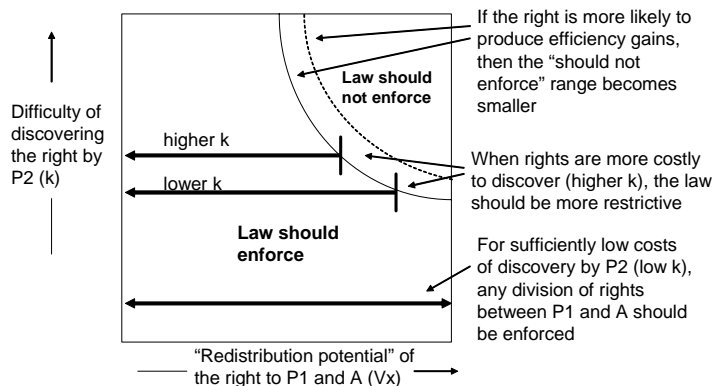 If the right is more likely to
produce efficiency gains,
then the “should not
enforce” range becomes
smaller
Law should
not enforce
Difficulty of
discovering
the right by
P2 (k)
higher k
lower k
When rights are more costly
to discover (higher k), the law
should be more restrictive
Law should
enforce
For sufficiently low costs
of discovery by P2 (low k),
any division of rights
between P1 and A should
be enforced
“Redistribution potential” of
the right to P1 and A (Vx)